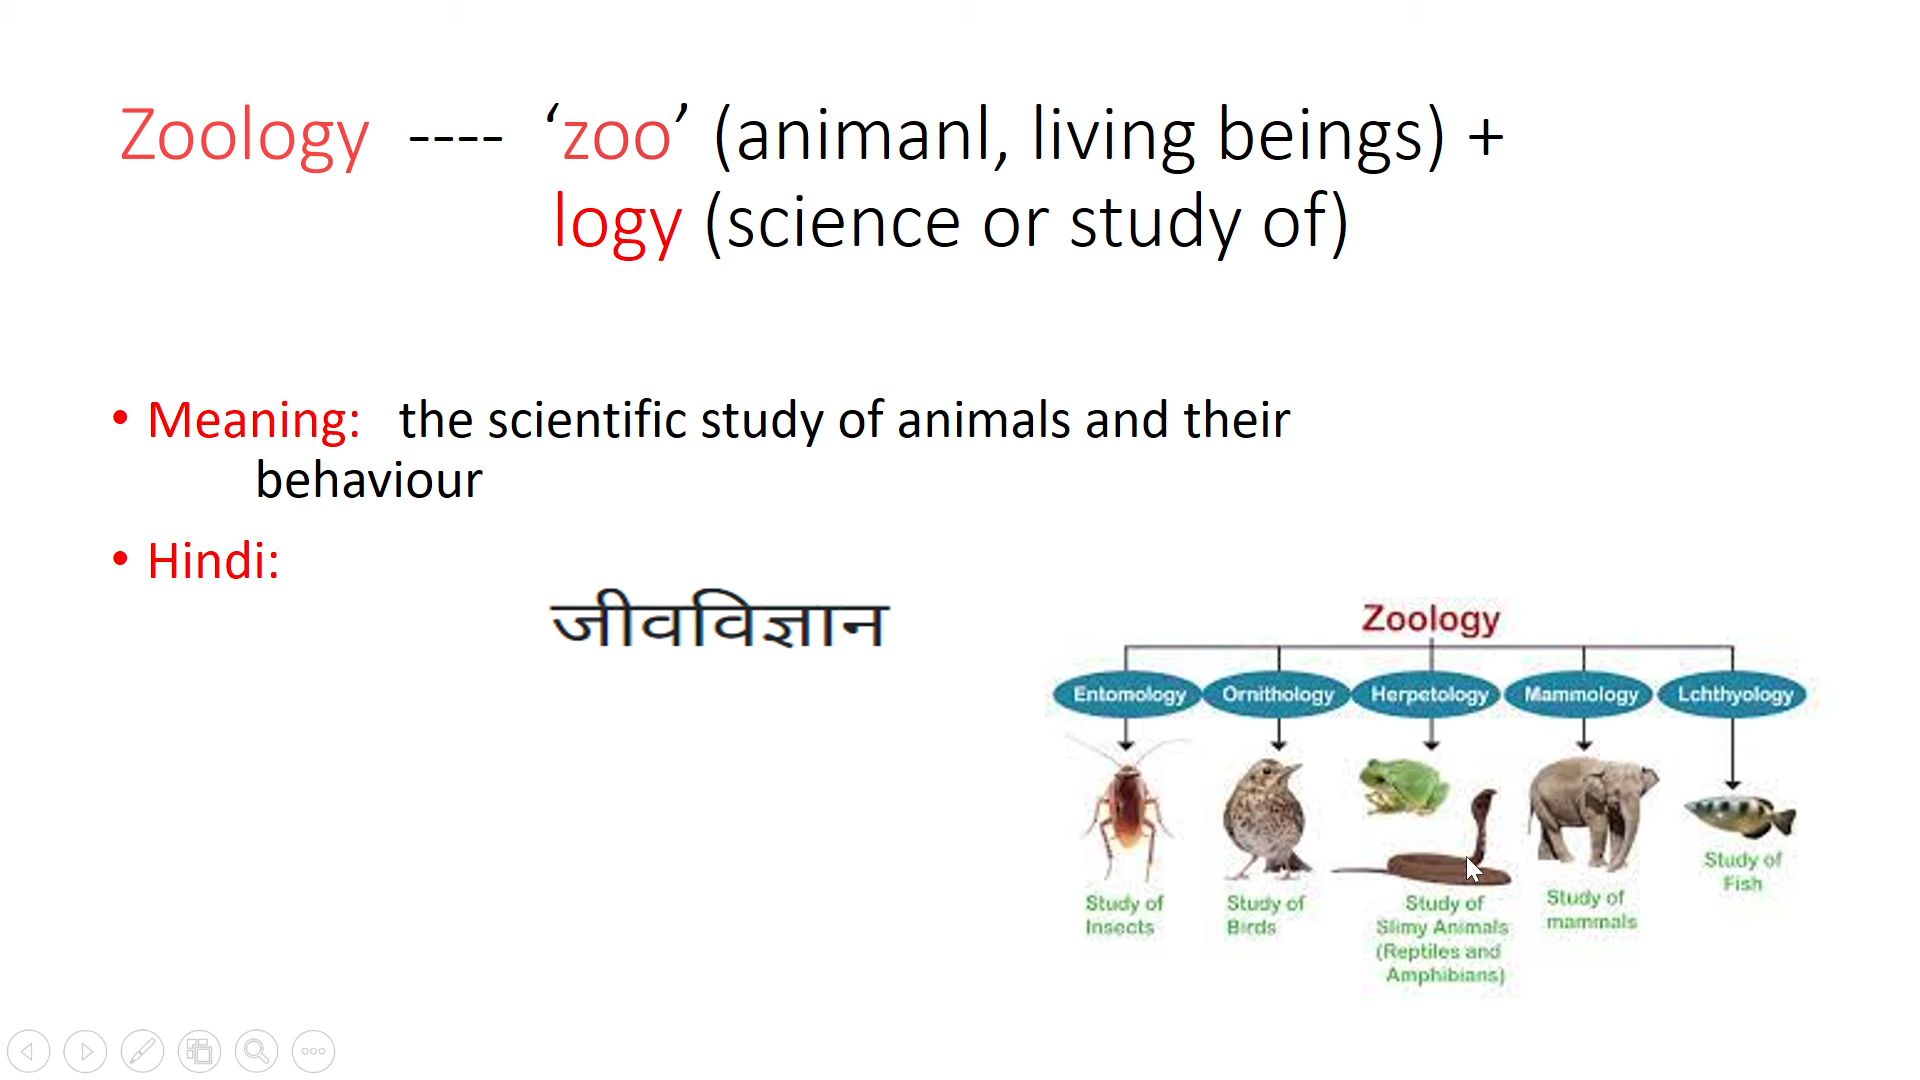 Zoology ---- ‘zoo’ (animanl, living beings) +
logy (science or study of)
• Meaning: the scientific study of animals and their
behaviour
• Hindi:
जीवविज्ञान
Zoology
Entomology Ornithology Herpetology Mammology Lchthyology
Study of
Insects
Study of
Birds
Study of
Slimy Animals
(Reptiles and
Amphibians)
Study of
mammals
Study of
Fish